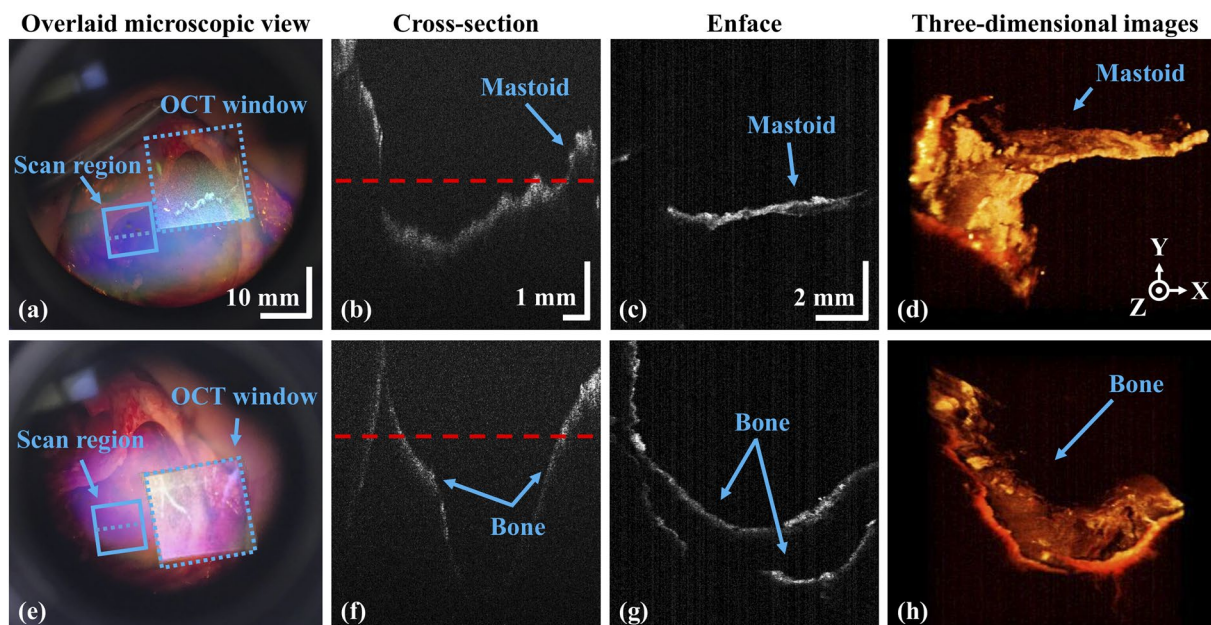 Overlaid microscopic view
Cross-section
Enface
Three-dimensional images
OCT window
Scan region
10 mm
(a)
Mastoid
1 mm
(b)
Mastoid
2 mm
(c)
Mastoid
Y
X
Z
(d)
OCT window
Scan region
(e)
Bone
(f)
Bone
(g)
Bone
(h)